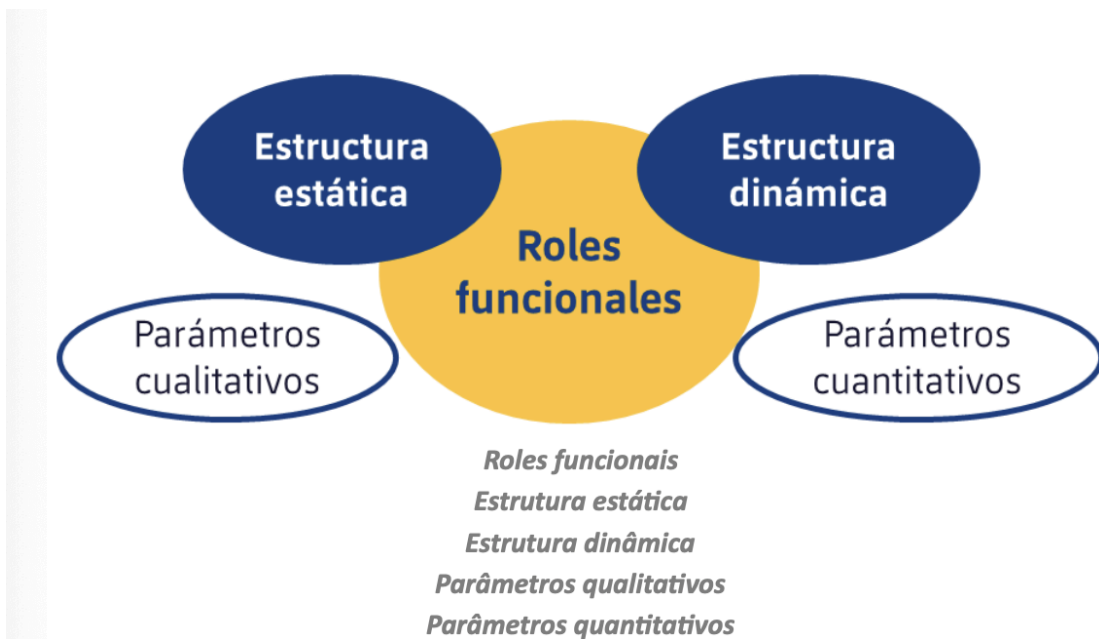 Estructura
estática
Estructura
dinámica
Roles
funcionales
Parámetros
cualitativos
Parámetros
cuantitativos
Roles funcionais
Estrutura estática
Estrutura dinâmica
Parâmetros qualitativos
Parâmetros quantitativos